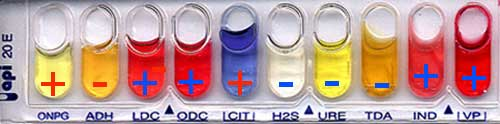 api 20 E
+ - + + + - - - + +
ONPG ADH LDC ODC |CIT| H2S URE TDA IND |VP|